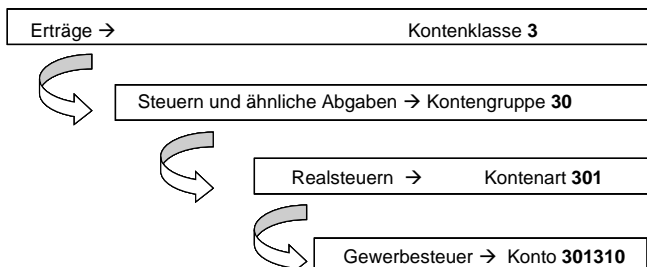 Erträge → Kontenklasse 3
Steuern und ähnliche Abgaben → Kontengruppe 30
Realsteuern → Kontenart 301
Gewerbesteuer → Konto 301310